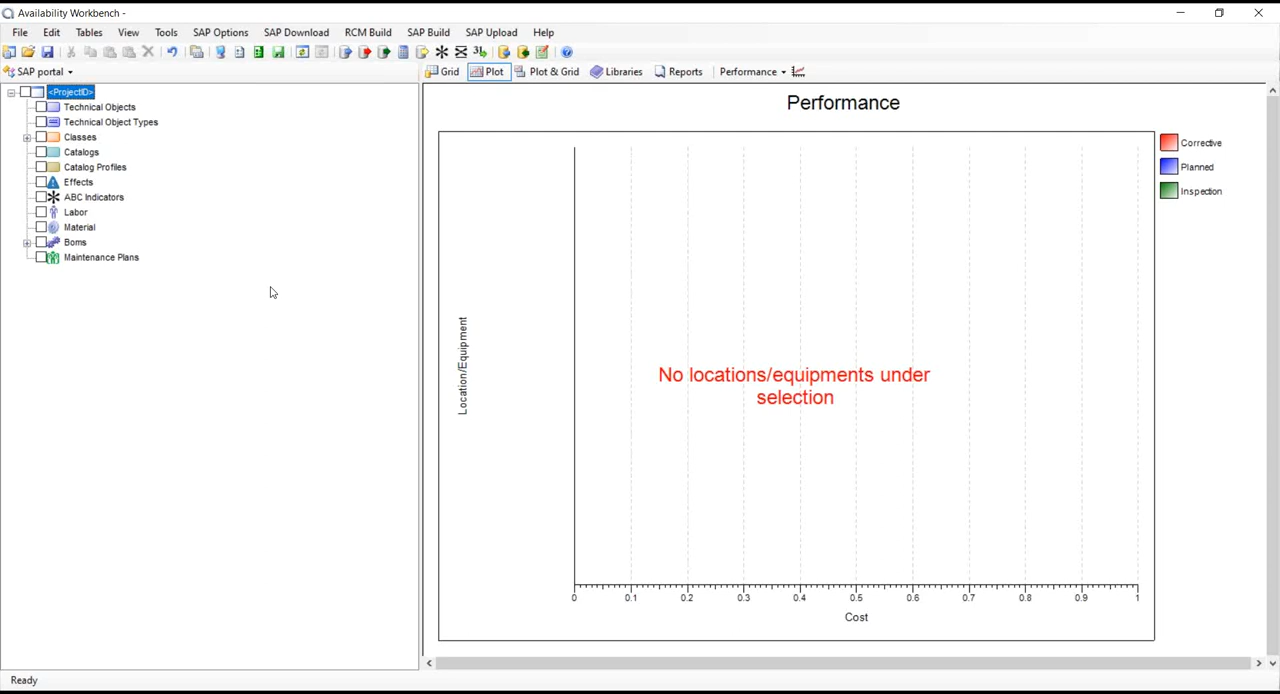 Availability Workbench -
File Edit Tables View Tools SAP Options SAP Download RCM Build SAP Build SAP Upload Help
SAP portal
Grid Plot Plot & Grid Libraries Reports Performance
<ProjectID>
Technical Objects
Technical Object Types
Classes
Catalogs
Catalog Profiles
Effects
ABC Indicators
Labor
Material
Boms
Maintenance Plans
Performance
Corrective
Planned
Inspection
Location/Equipment
No locations/equipments under
selection
0 0.1 0.2 0.3 0.4 0.5 0.6 0.7 0.8 0.9 1
Cost
Ready